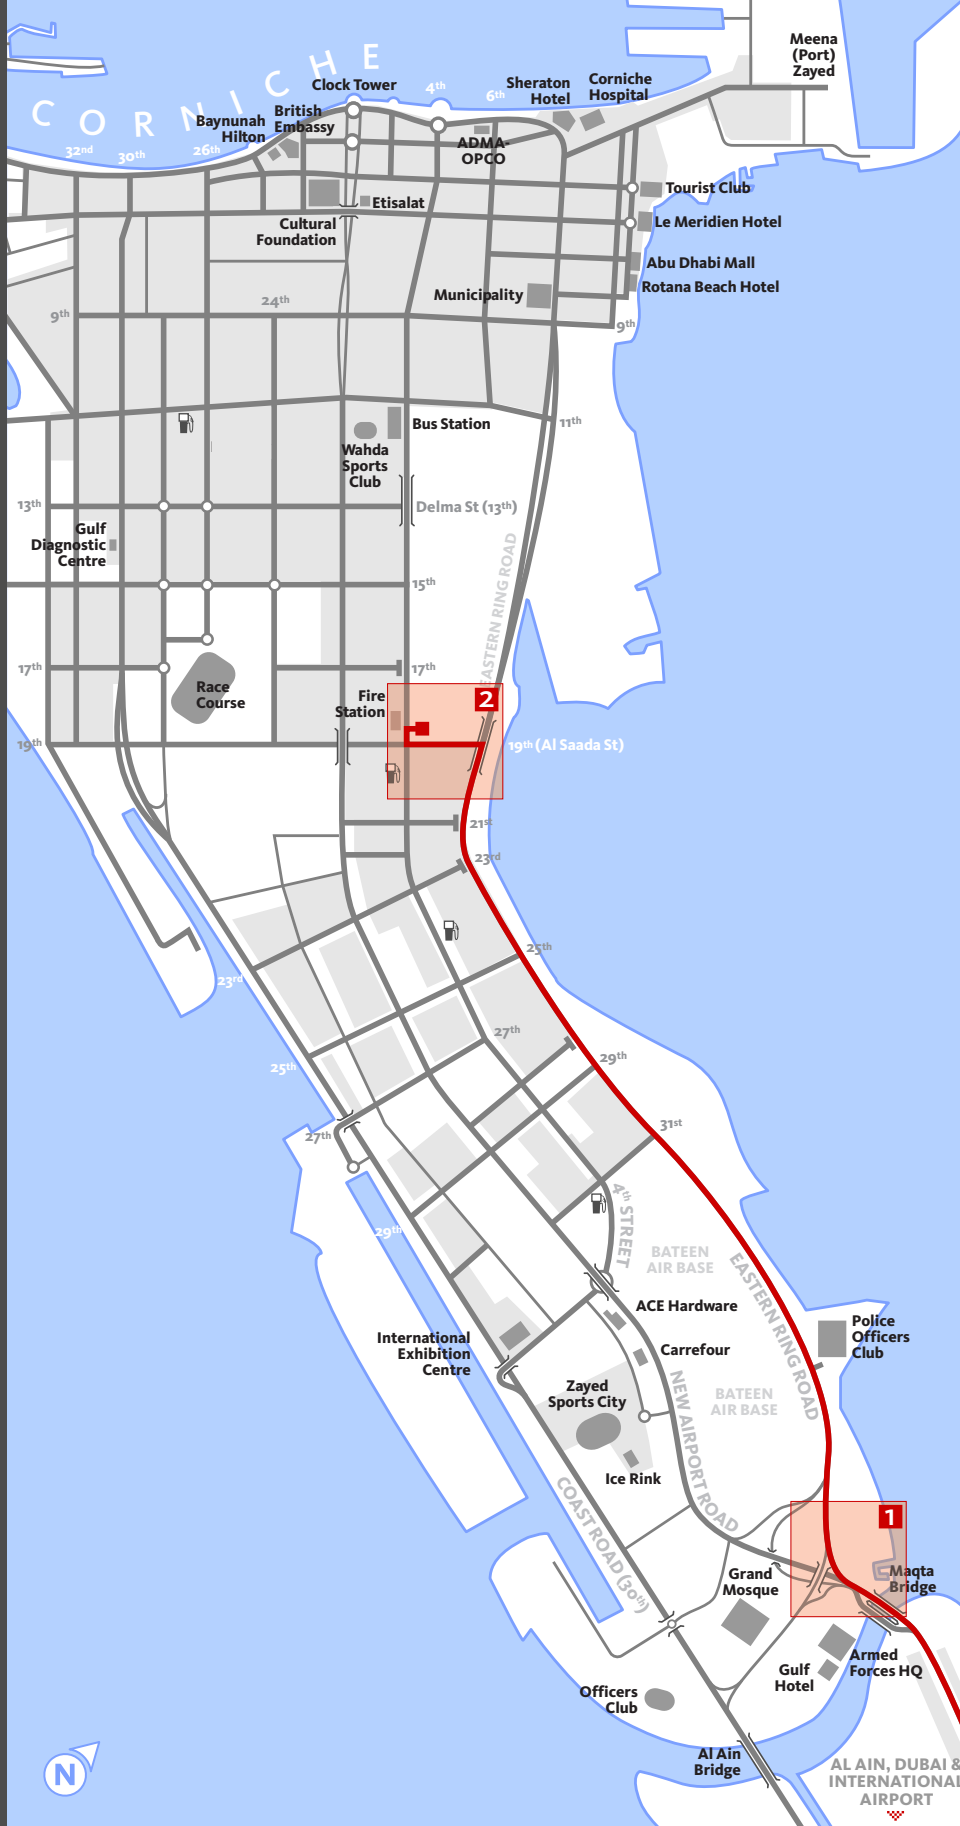 CORNICHE
Meena
(Port)
Zayed
Clock Tower
4th
6th
Sheraton
Hotel
Corniche
Hospital
British
Embassy
Baynunah
Hilton
32nd
30th
26th
ADMA-
OPCO
Tourist Club
Etisalat
Cultural
Foundation
Le Meridien Hotel
Abu Dhabi Mall
Rotana Beach Hotel
Municipality
24th
9th
9th
11th
Bus Station
Wahda
Sports
Club
13th
Delma St (13th)
Gulf
Diagnostic
Centre
EASTERN RING ROAD
15th
17th
17th
Race
Course
Fire
Station
2
19th
19th (Al Saada St)
21st
23rd
25th
23rd
27th
25th
29th
31st
27th
4th STREET
29th
BATEEN
AIR BASE
EASTERN RING ROAD
ACE Hardware
Police
Officers
Club
International
Exhibition
Centre
Carrefour
Zayed
Sports City
BATEEN
AIR BASE
NEW AIRPORT ROAD
Ice Rink
COAST ROAD (30th)
1
Grand
Mosque
Maqta
Bridge
Armed
Forces HQ
Gulf
Hotel
Officers
Club
Al Ain
Bridge
N
AL AIN, DUBAI &
INTERNATIONAL
AIRPORT